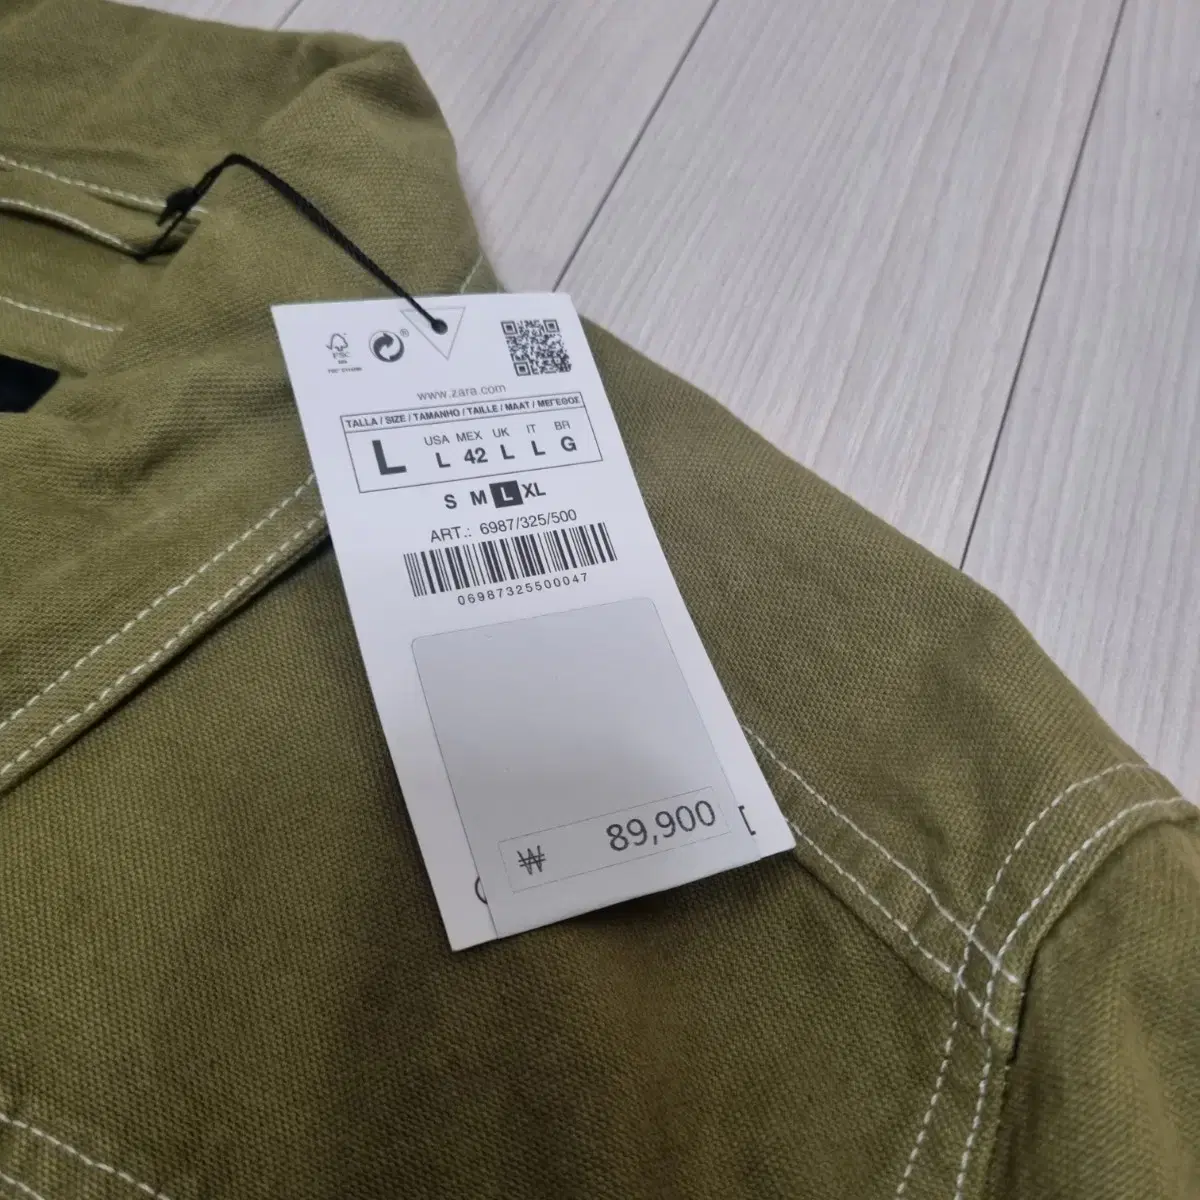 FSC
www.zara.com
TALLA / SIZE / TAMANHO / TAILLE / MAAT / ΜΕΓΕΘΟΣ
L
USA MEX UK IT BR
L 42 L L G
S M L XL
ART.: 6987/325/500
06987325500047
₩ 89,900